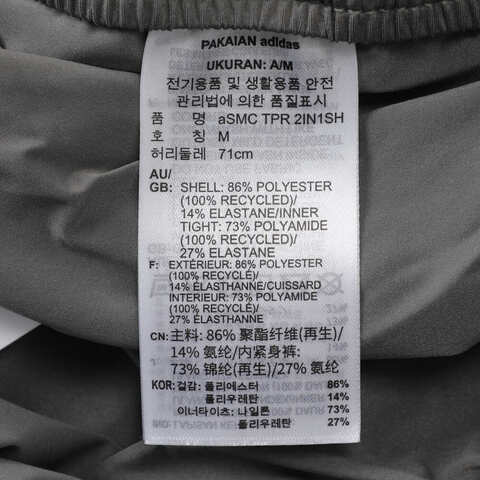 PAKAIAN adidas
UKURAN: A/M
전기용품 및 생활용품 안전
관리법에 의한 품질표시
품 명 aSMC TPR 2IN1SH
호 칭 M
허리둘레 71cm
AU/
GB: SHELL: 86% POLYESTER
(100% RECYCLED)/
14% ELASTANE/INNER
TIGHT: 73% POLYAMIDE
(100% RECYCLED)/
27% ELASTANE
F: EXTÉRIEUR: 86% POLYESTER
(100% RECYCLÉ)/
14% ÉLASTHANNE/CUISSARD
INTERIEUR: 73% POLYAMIDE
(100% RECYCLÉ)/
27% ÉLASTHANNE
CN: 主料: 86% 聚酯纤维(再生)/
14% 氨纶/内紧身裤:
73% 锦纶(再生)/27% 氨纶
KOR: 겉감: 폴리에스터 86%
폴리우레탄 14%
이너타이츠: 나일론 73%
폴리우레탄 27%